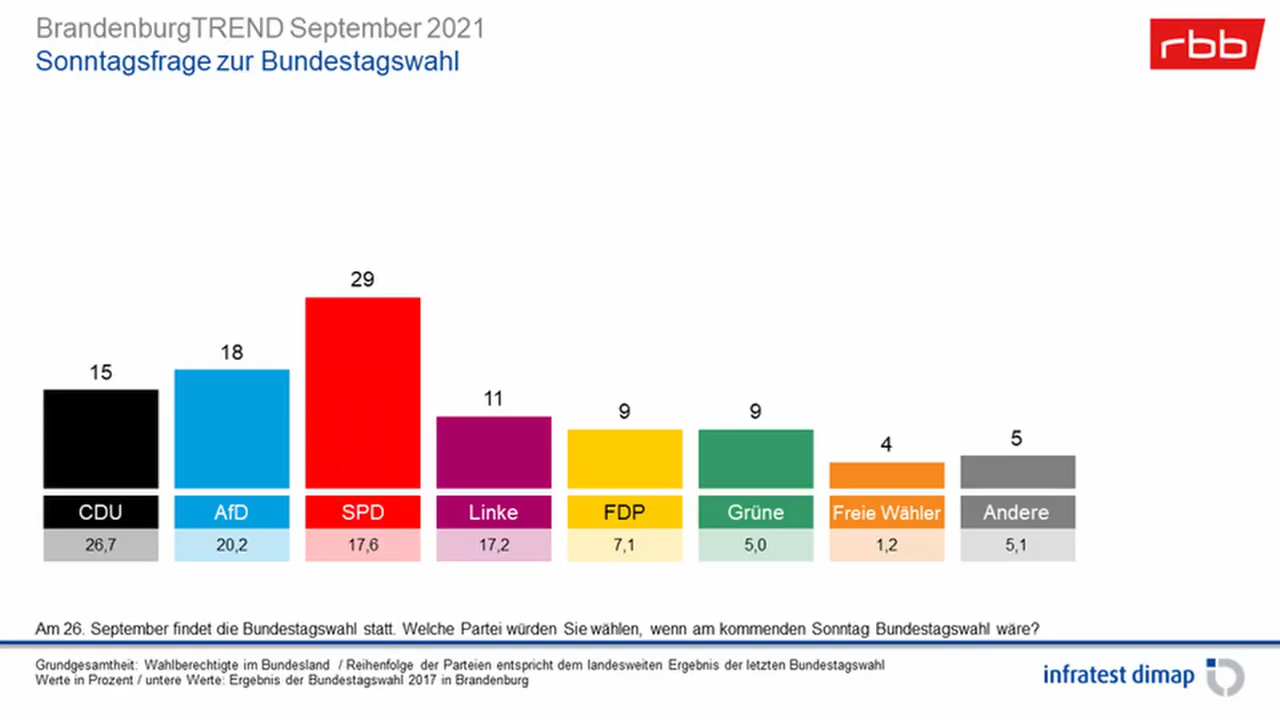 BrandenburgTREND September 2021
Sonntagsfrage zur Bundestagswahl
rbb
15 18 29 11 9 9 4 5
CDU AfD SPD Linke FDP Grüne Freie Wähler Andere
26,7 20,2 17,6 17,2 7,1 5,0 1,2 5,1
Am 26. September findet die Bundestagswahl statt. Welche Partei würden Sie wählen, wenn am kommenden Sonntag Bundestagswahl wäre?
Grundgesamtheit: Wahlberechtigte im Bundesland / Reihenfolge der Parteien entspricht dem landesweiten Ergebnis der letzten Bundestagswahl
Werte in Prozent / untere Werte: Ergebnis der Bundestagswahl 2017 in Brandenburg
infratest dimap